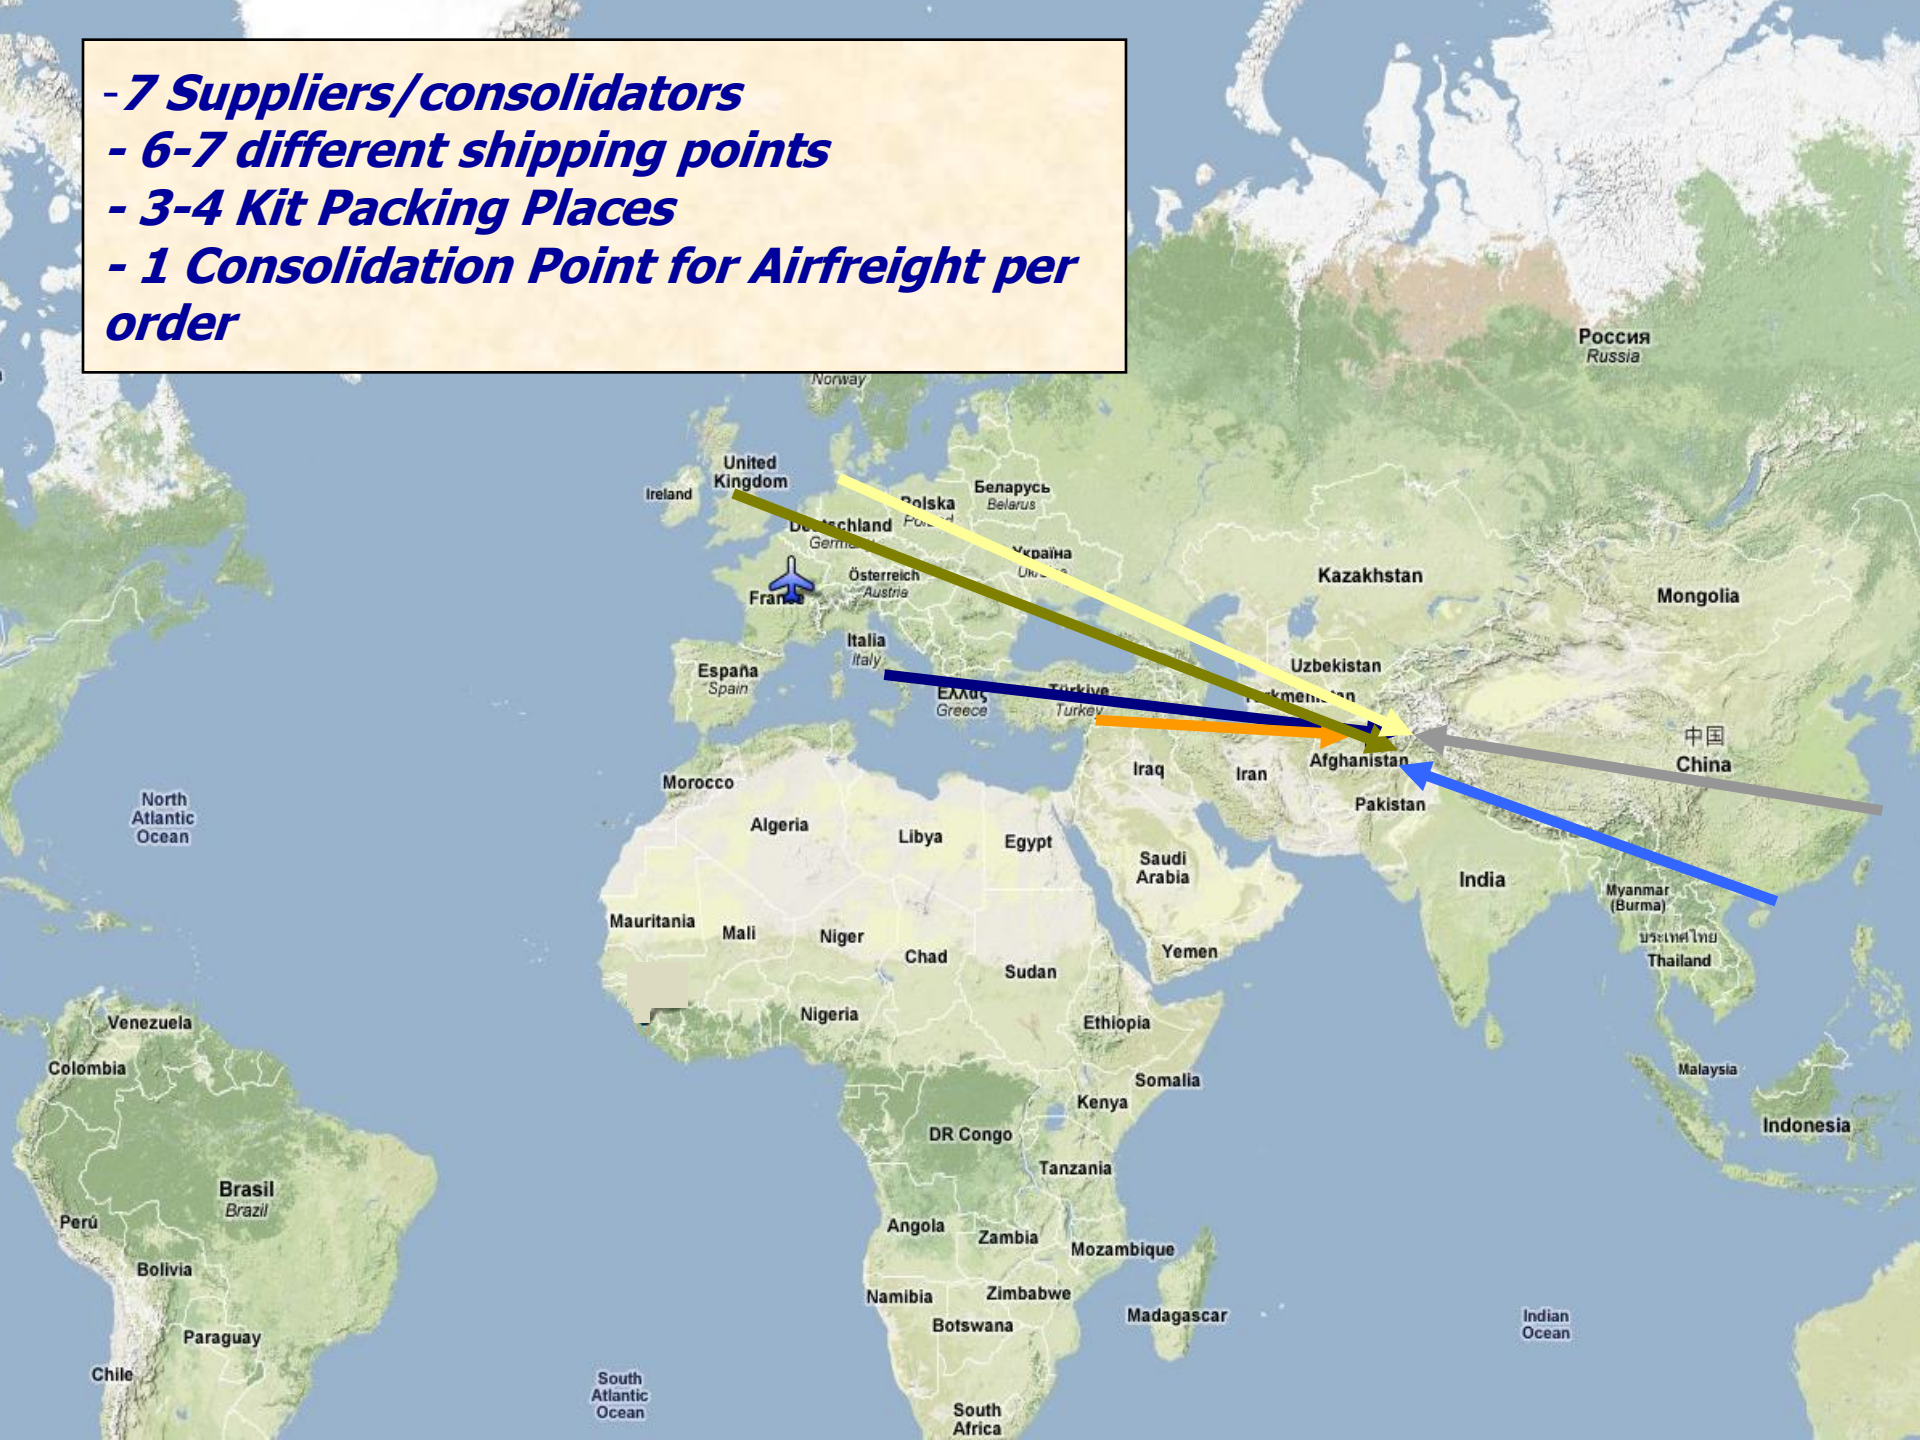 -7 Suppliers/consolidators
- 6-7 different shipping points
- 3-4 Kit Packing Places
- 1 Consolidation Point for Airfreight per
order
Россия
Russia
Norway
United
Kingdom
Ireland
Беларусь
Belarus
Polska
Deutschland
Україна
Österreich
Austria
Kazakhstan
Mongolia
France
Italia
Italy
Uzbekistan
España
Spain
Ελλάς
Greece
Türkiye
Turkey
中国
China
Afghanistan
Iraq
Iran
Morocco
Pakistan
North
Atlantic
Ocean
Algeria
Libya
Egypt
Saudi
Arabia
India
Myanmar
(Burma)
Mauritania
Mali
Niger
Chad
Sudan
Yemen
ประเทศไทย
Thailand
Venezuela
Nigeria
Ethiopia
Colombia
Somalia
Malaysia
Kenya
Indonesia
DR Congo
Tanzania
Brasil
Brazil
Perú
Angola
Zambia
Mozambique
Bolivia
Namibia
Zimbabwe
Madagascar
Botswana
Indian
Ocean
Paraguay
Chile
South
Atlantic
Ocean
South
Africa